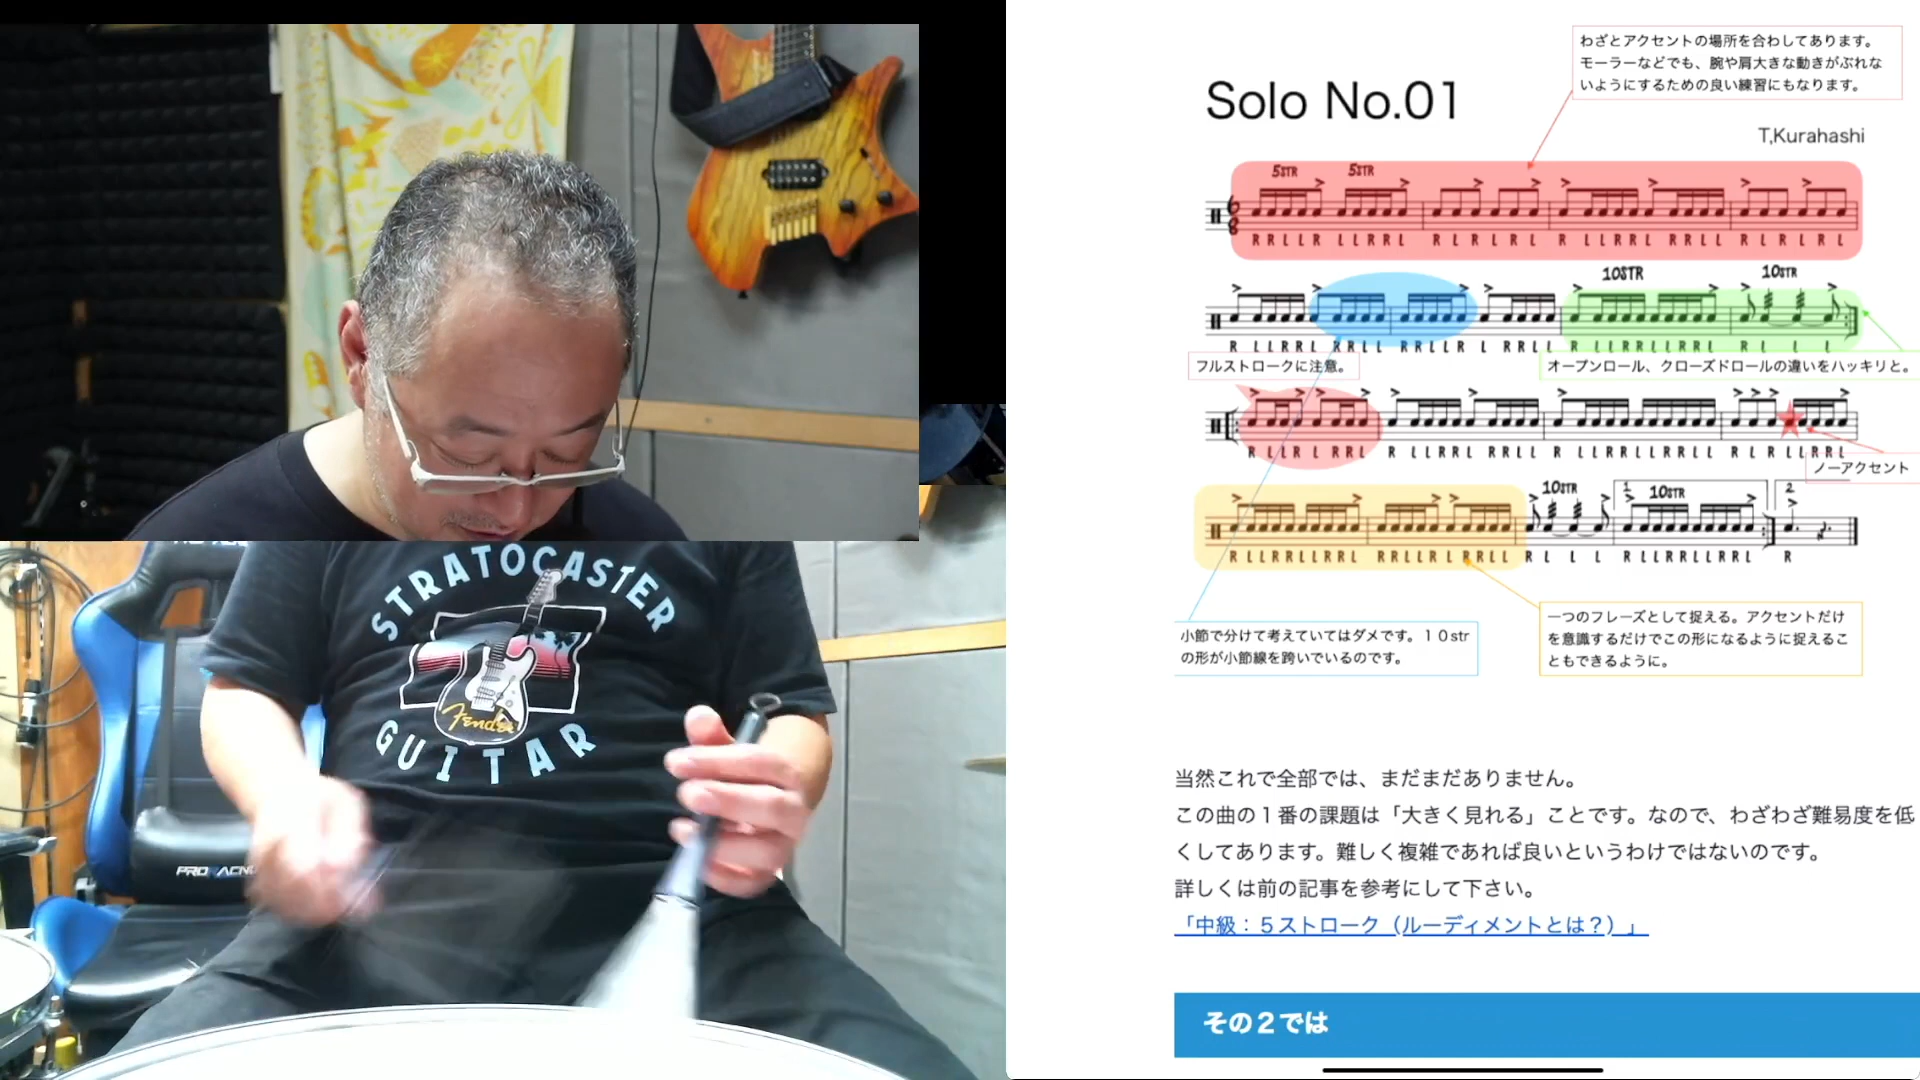 STRATOCASTER
Fender
GUITAR
わざとアクセントの場所を合わしてあります。
モーラーなどでも、腕や肩大きな動きがぶれな
いようにするための良い練習にもなります。
Solo No.01
T,Kurahashi
5STR 5STR
R R L L R L L R R L R L R L R L R L L R R L R L L R R L R L R L R L
10STR 10STR
フルストロークに注意。
オープンロール、クローズドロールの違いをハッキリと。
ノーアクセント
10STR 1 10STR 2
R L L R R L L R R L R R L L R L R R L L R L L L R L L R R L L R R L R
小節で分けて考えていてはダメです。１０str
の形が小節線を跨いでいるのです。
一つのフレーズとして捉える。アクセントだけ
を意識するだけでこの形になるように捉えるこ
ともできるように。
当然これで全部では、まだまだありません。
この曲の１番の課題は「大きく見れる」ことです。なので、わざわざ難易度を低
くしてあります。難しく複雑であれば良いというわけではないのです。
詳しくは前の記事を参考にして下さい。
「中級：５ストローク（ルーディメントとは？）」
その２では